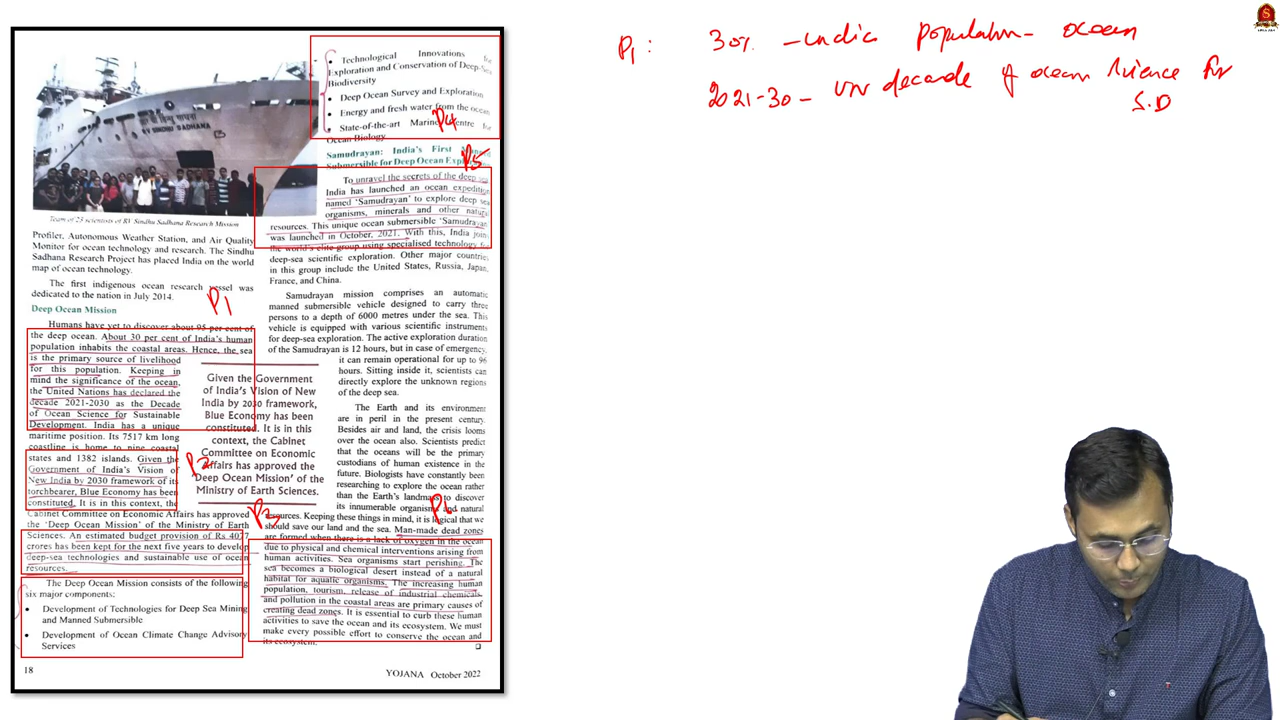 Technological Innovations for
Exploration and Conservation of Deep-Sea
Biodiversity
Deep Ocean Survey and Exploration
Energy and fresh water from the ocean
State-of-the-art Marine Centre for
Ocean Biology.
P4
Samudrayan: India's First Manned
Submersible for Deep Ocean
P5
To unravel the secrets of the deep sea
India has launched an ocean expedition
named 'Samudrayan' to explore deep sea
organisms, minerals and other natural
resources. This unique ocean submersible 'Samudrayan
was launched in October, 2021. With this, India
the world's elite group using specialised technology
deep-sea scientific exploration. Other major countries
in this group include the United States, Russia, Japan,
France, and China.
Samudrayan mission comprises an automatic
manned submersible vehicle designed to carry three
persons to a depth of 6000 metres under the sea. This
vehicle is equipped with various scientific instruments
for deep-sea exploration. The active exploration duration
of the Samudrayan is 12 hours, but in case of emergency,
it can remain operational for up to 96
hours. Sitting inside it, scientists can
directly explore the unknown regions
of the deep sea.
The Earth and its environment
are in peril in the present century.
Besides air and land, the crisis looms
over the ocean also. Scientists predict
that the oceans will be the primary
custodians of human existence in the
future. Biologists have constantly been
researching to explore the ocean rather
than the Earth's landmass to discover
its innumerable organisms and natural
resources. Keeping these things in mind, it is logical that we
should save our land and the sea. Man-made dead zones
are formed when there is a lack of oxygen in the ocean
due to physical and chemical interventions arising from
human activities. Sea organisms start perishing. The
sea becomes a biological desert instead of a natural
habitat for aquatic organisms. The increasing human
population, tourism, release of industrial chemicals,
and pollution in the coastal areas are primary causes of
creating dead zones. It is essential to curb these human
activities to save the ocean and its ecosystem. We must
make every possible effort to conserve the ocean and
its ecosystem.
RV SINDHU SADHANA
Team of 23 scientists of RV Sindhu Sadhana Research Mission
Profiler, Autonomous Weather Station, and Air Quality
Monitor for ocean technology and research. The Sindhu
Sadhana Research Project has placed India on the world
map of ocean technology.
The first indigenous ocean research vessel was
dedicated to the nation in July 2014.
P1
Deep Ocean Mission
Humans have yet to discover about 95 per cent of
the deep ocean. About 30 per cent of India's human
population inhabits the coastal areas. Hence, the sea
is the primary source of livelihood
for this population. Keeping in
mind the significance of the ocean,
the United Nations has declared the
decade 2021-2030 as the Decade
of Ocean Science for Sustainable
Development. India has a unique
maritime position. Its 7517 km long
coastline is home to nine coastal
states and 1382 islands. Given the
Government of India's Vision of
New India by 2030 framework of its
torchbearer, Blue Economy has been
constituted. It is in this context, the
Cabinet Committee on Economic Affairs has approved
the 'Deep Ocean Mission' of the Ministry of Earth
Sciences. An estimated budget provision of Rs 4077
crores has been kept for the next five years to develop
deep-sea technologies and sustainable use of ocean
resources.
P2
P3
The Deep Ocean Mission consists of the following
six major components:
Development of Technologies for Deep Sea Mining
and Manned Submersible
Development of Ocean Climate Change Advisory
Services
Given the Government
of India's Vision of New
India by 2030 framework,
Blue Economy has been
constituted. It is in this
context, the Cabinet
Committee on Economic
Affairs has approved the
'Deep Ocean Mission' of the
Ministry of Earth Sciences.
18
YOJANA October 2022
P1: 30% - India population - ocean
2021-30 - UN decade of ocean Science for
S.D